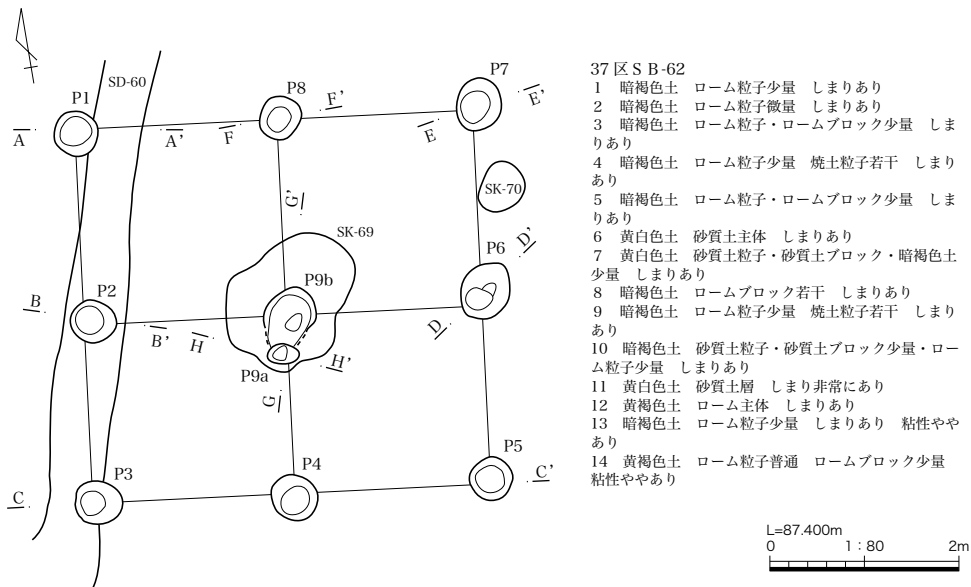 SD-60
P1
P8
P7
A
A’
F
F’
E
E’
G’
SK-70
SK-69
P6
D’
P9b
B
P2
B’
H
D
H’
P9a
G
P5
P3
P4
C
C’
37 区ＳＢ-62
1　暗褐色土　ローム粒子少量　しまりあり
2　暗褐色土　ローム粒子微量　しまりあり
3　暗褐色土　ローム粒子・ロームブロック少量　しま
りあり
4　暗褐色土　ローム粒子少量　焼土粒子若干　しまり
あり
5　暗褐色土　ローム粒子・ロームブロック少量　しま
りあり
6　黄白色土　砂質土主体　しまりあり
7　黄白色土　砂質土粒子・砂質土ブロック・暗褐色土
少量　しまりあり
8　暗褐色土　ロームブロック若干　しまりあり
9　暗褐色土　ローム粒子少量　焼土粒子若干　しまり
あり
10　暗褐色土　砂質土粒子・砂質土ブロック少量・ロー
ム粒子少量　しまりあり
11　黄白色土　砂質土層　しまり非常にあり
12　黄褐色土　ローム主体　しまりあり
13　暗褐色土　ローム粒子少量　しまりあり　粘性やや
あり
14　黄褐色土　ローム粒子普通　ロームブロック少量
粘性ややあり
L=87.400m
0　1：80　2m